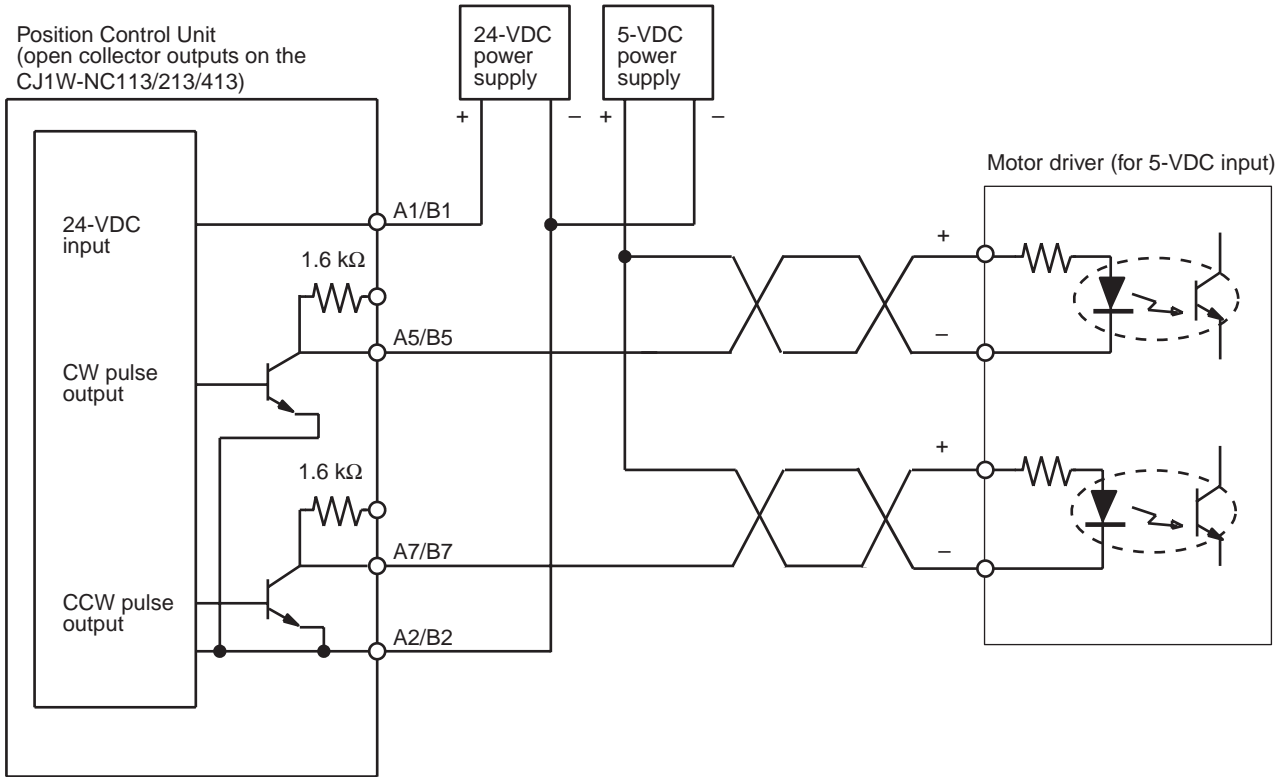 Position Control Unit
(open collector outputs on the
CJ1W-NC113/213/413)
24-VDC
power
supply
5-VDC
power
supply
+
–
+
–
Motor driver (for 5-VDC input)
24-VDC
input
A1/B1
1.6 kΩ
A5/B5
CW pulse
output
+
–
1.6 kΩ
A7/B7
CCW pulse
output
A2/B2
+
–